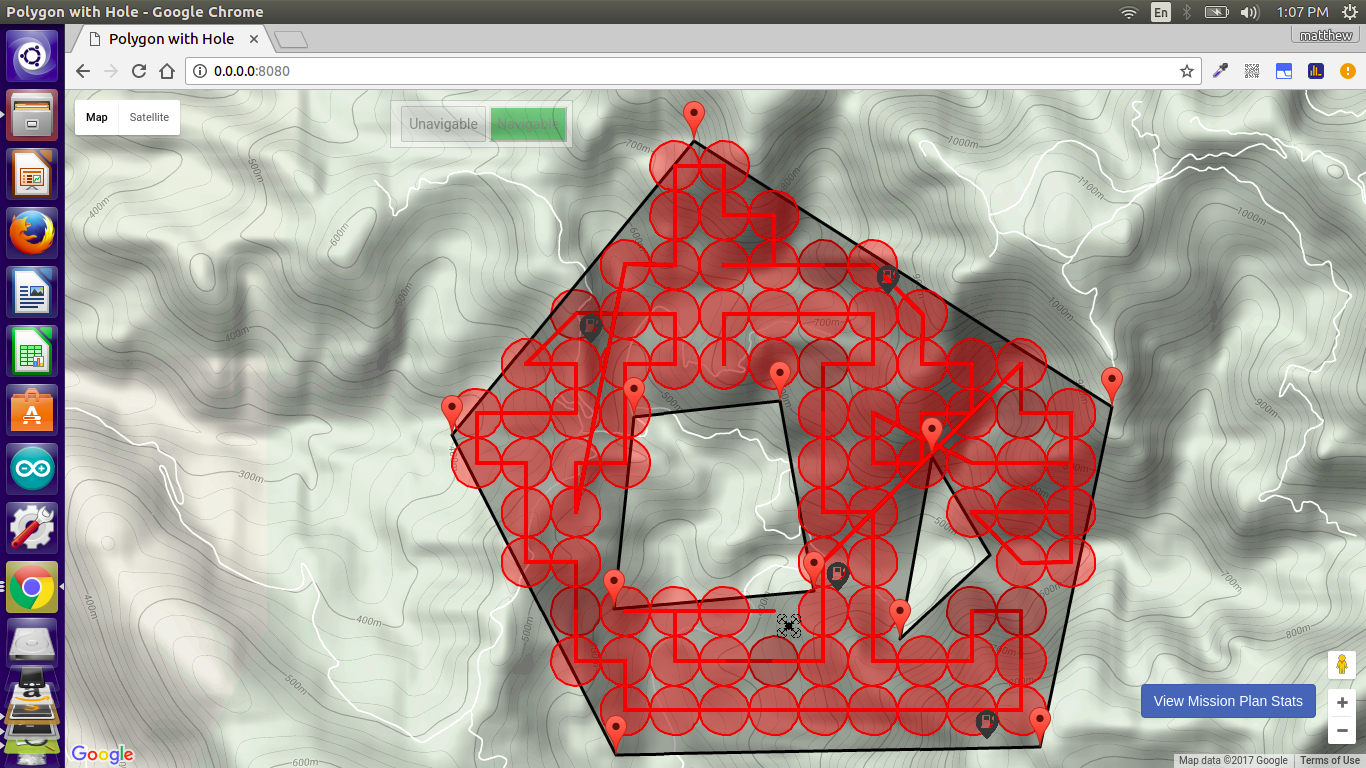 Polygon with Hole - Google Chrome
En
1:07 PM
Polygon with Hole
matthew
0.0.0.0:8080
Map
Satellite
Unavigable
Navigable
700m
1000m
500m
1100m
400m
600m
1000m
1000m
400m
700m
500m
900m
300m
500m
700m
600m
400m
400m
500m
800m
500m
600m
View Mission Plan Stats
Google
Map data ©2017 Google
Terms of Use